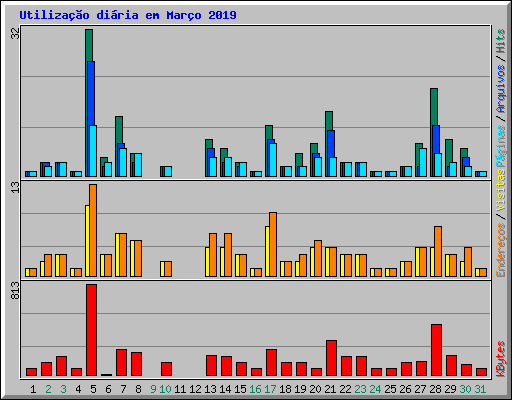 Utilização diária em Março 2019
32
13
813
Hits / Arquivos / Páginas
Visitas / Endereços
KBytes
1 2 3 4 5 6 7 8 9 10 11 12 13 14 15 16 17 18 19 20 21 22 23 24 25 26 27 28 29 30 31